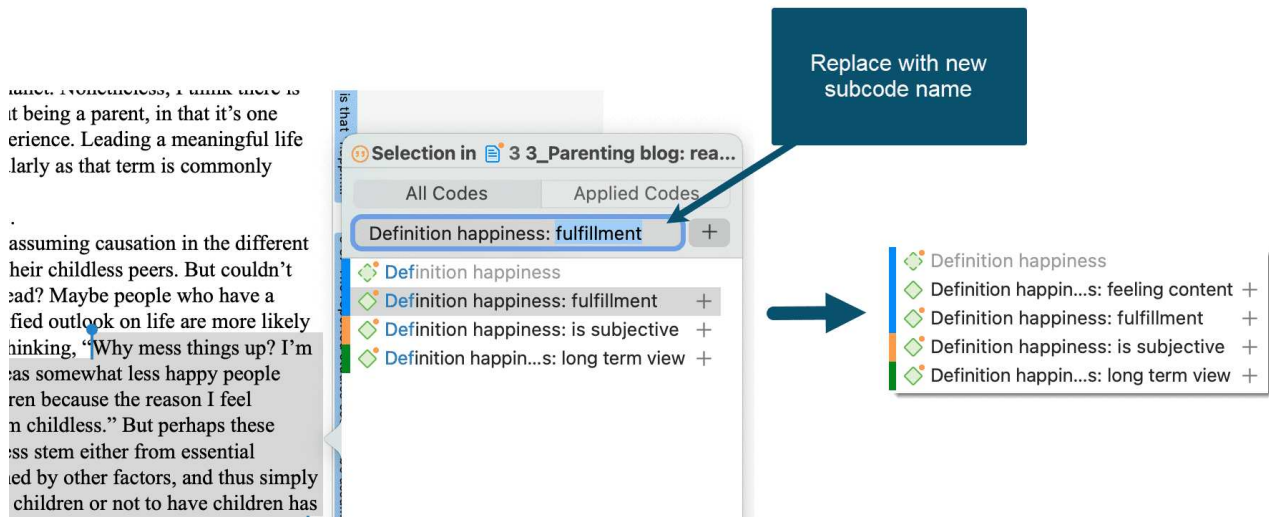 Replace with new
subcode name
it being a parent, in that it's one
erience. Leading a meaningful life
larly as that term is commonly
.
assuming causation in the different
heir childless peers. But couldn't
ead? Maybe people who have a
fied outlook on life are more likely
hinking, “Why mess things up? I'm
as somewhat less happy people
ren because the reason I feel
n childless.” But perhaps these
ss stem either from essential
ned by other factors, and thus simply
children or not to have children has
is that
Selection in 3 3_Parenting blog: rea...
All Codes Applied Codes
Definition happiness: fulfillment +
Definition happiness
Definition happiness: fulfillment +
Definition happiness: is subjective +
Definition happin...s: long term view +
Definition happiness
Definition happin...s: feeling content +
Definition happiness: fulfillment +
Definition happiness: is subjective +
Definition happin...s: long term view +